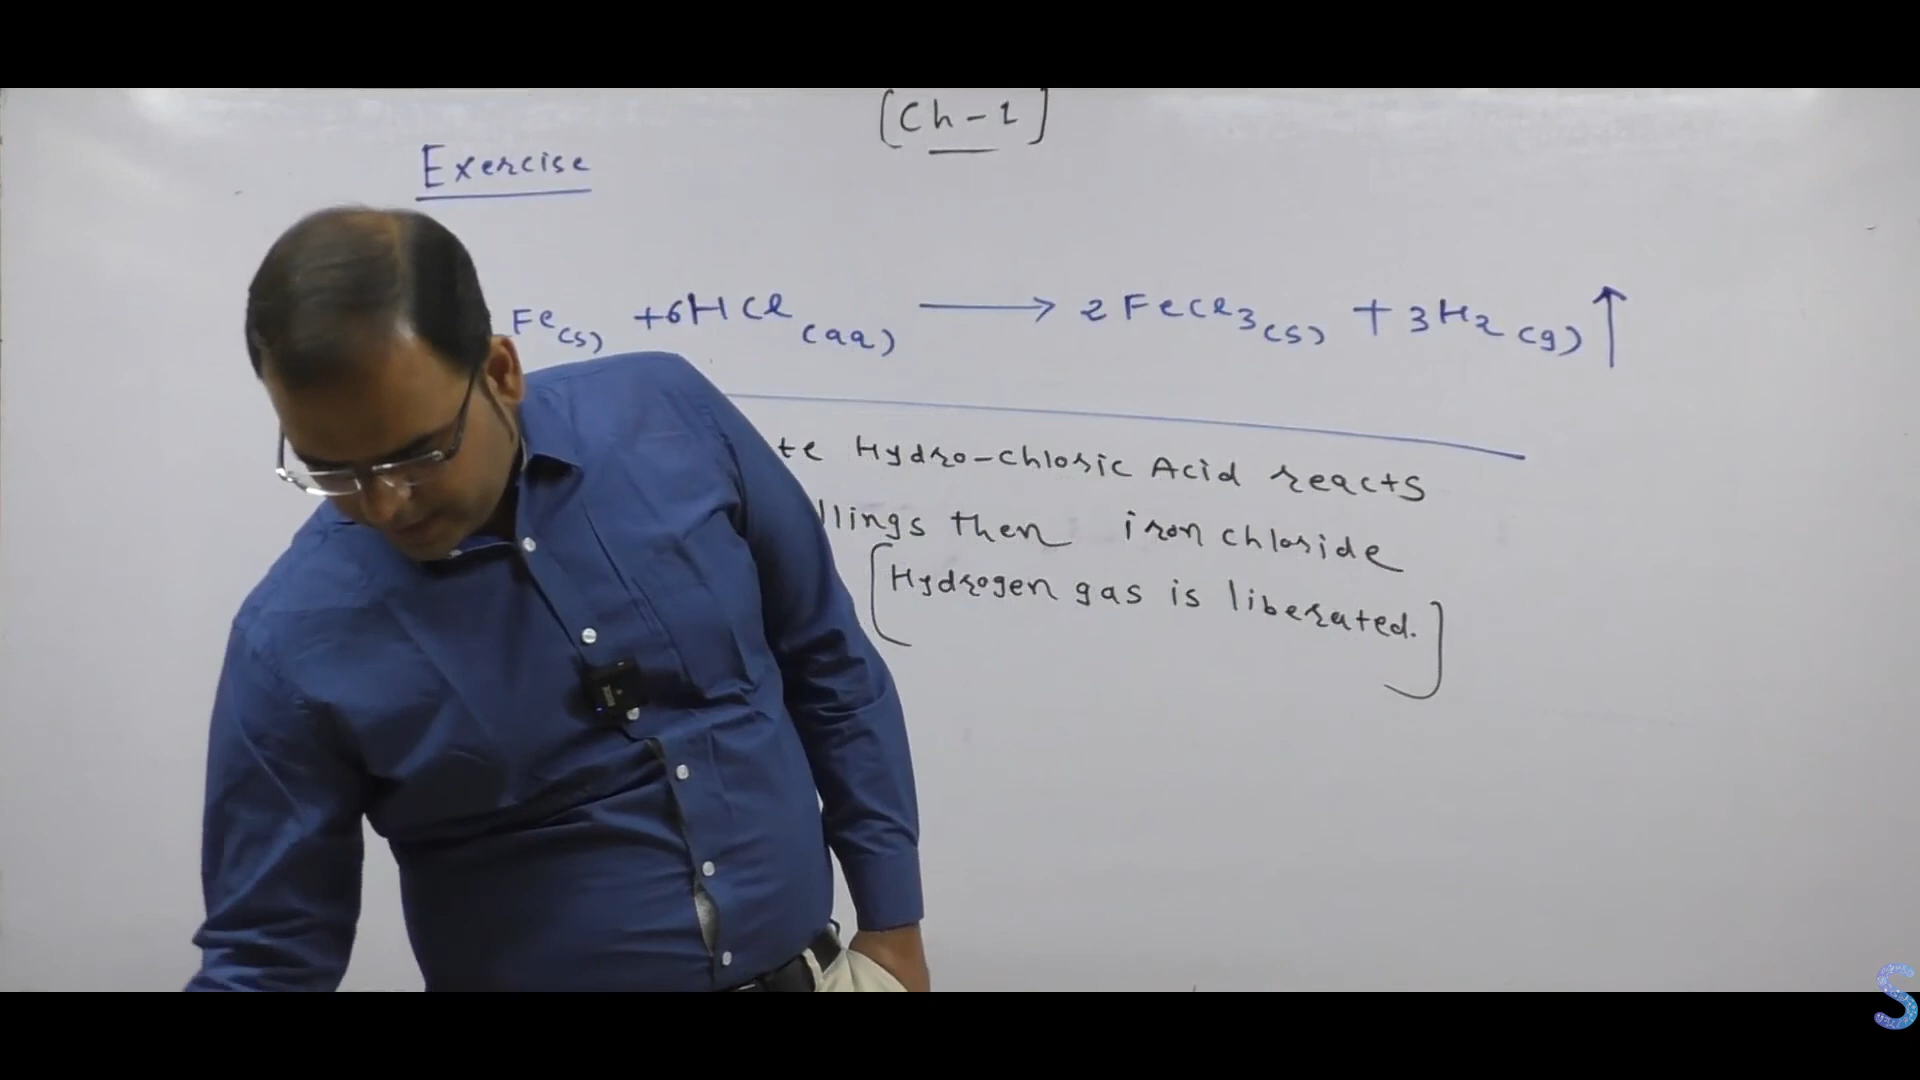 [Ch-1]
Exercise
Fe(s) +6HCl(aq) → 2FeCl3(s) + 3H2(g)↑
te Hydro-chloric Acid reacts
llings then iron chloride
[Hydrogen gas is liberated.]
S